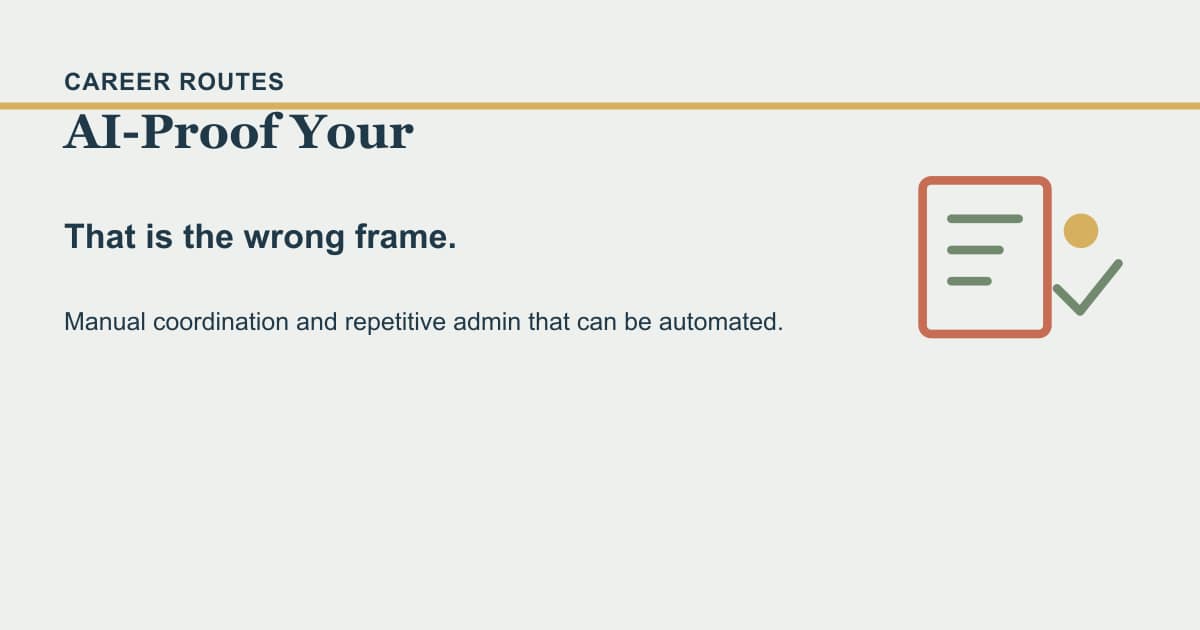 CAREER ROUTES
AI-Proof Your
That is the wrong frame.
Manual coordination and repetitive admin that can be automated.